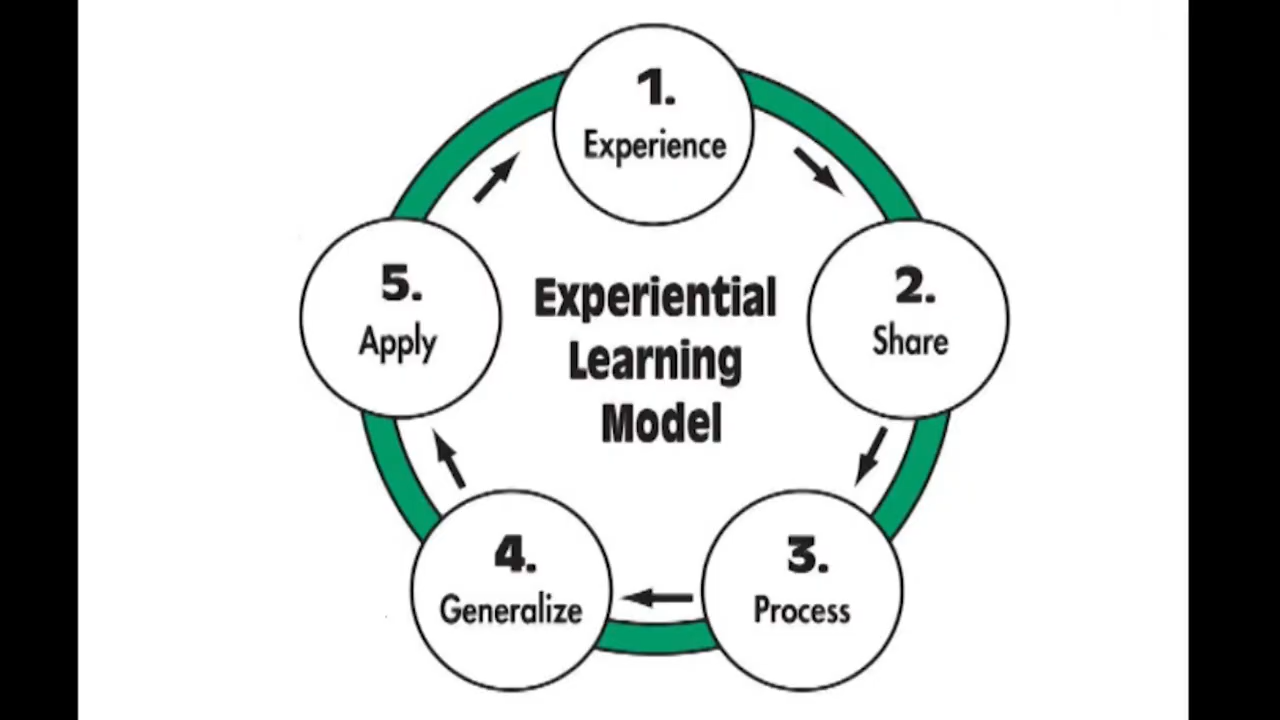 1.
Experience
5.
Apply
Experiential
Learning
Model
2.
Share
4.
Generalize
3.
Process